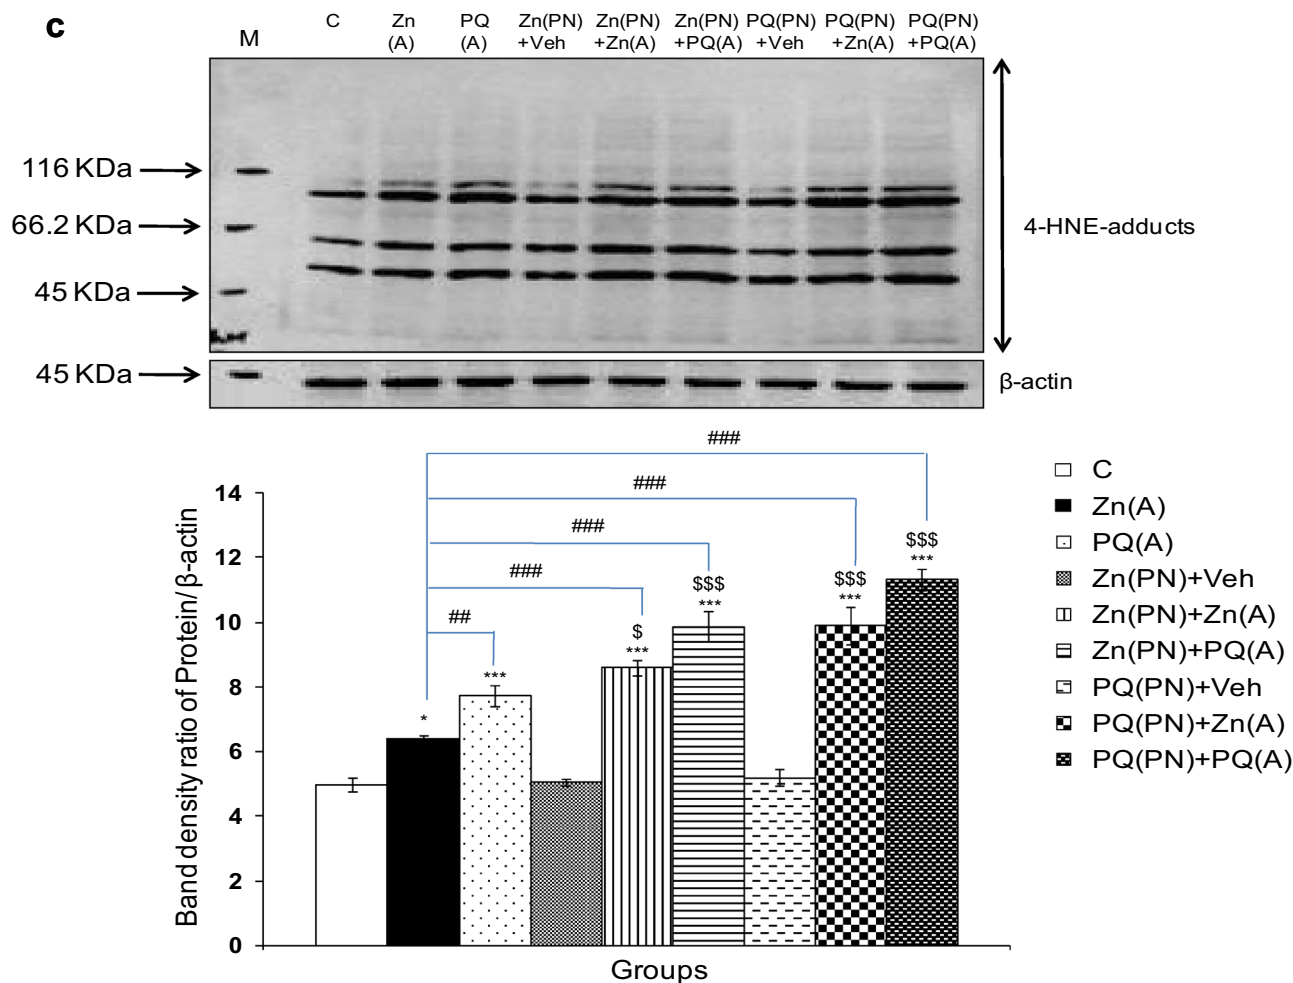 c
M
C
Zn
(A)
PQ
(A)
Zn(PN)
+Veh
Zn(PN)
+Zn(A)
Zn(PN)
+PQ(A)
PQ(PN)
+Veh
PQ(PN)
+Zn(A)
PQ(PN)
+PQ(A)
116 KDa
66.2 KDa
45 KDa
4-HNE-adducts
45 KDa
β-actin
###
###
###
###
##
$$$
***
$$$
***
$$$
***
$
***
***
*
Band density ratio of Protein/β-actin
14
12
10
8
6
4
2
0
Groups
C
Zn(A)
PQ(A)
Zn(PN)+Veh
Zn(PN)+Zn(A)
Zn(PN)+PQ(A)
PQ(PN)+Veh
PQ(PN)+Zn(A)
PQ(PN)+PQ(A)